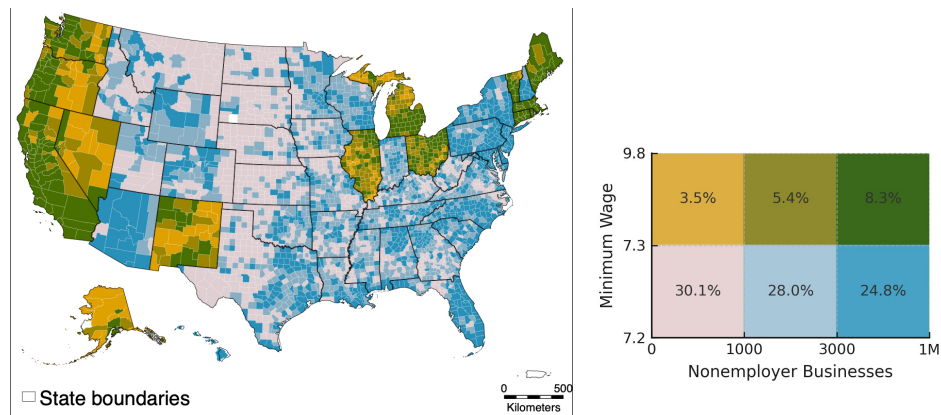 State boundaries
0 500
Kilometers
9.8
3.5% 5.4% 8.3%
Minimum Wage
7.3
30.1% 28.0% 24.8%
7.2
0 1000 3000 1M
Nonemployer Businesses